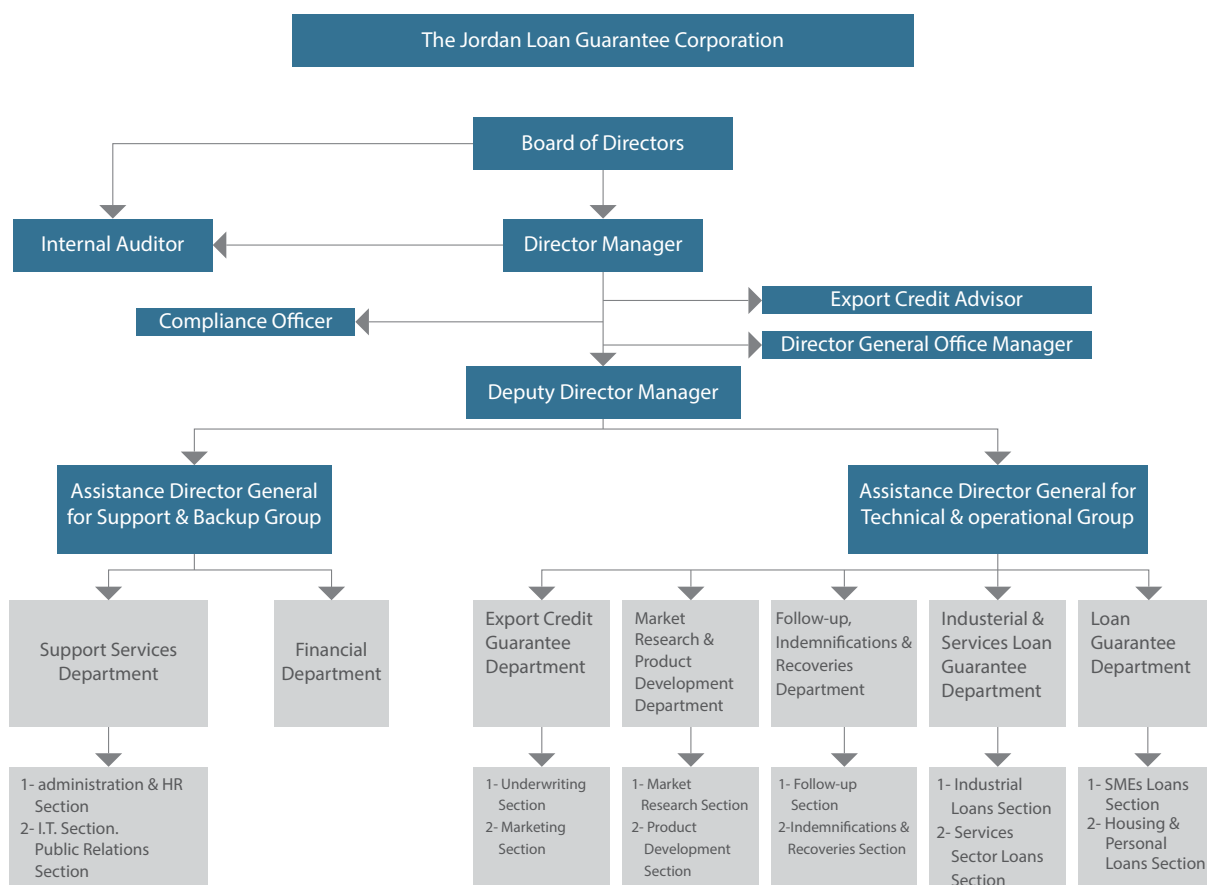 The Jordan Loan Guarantee Corporation
Board of Directors
Internal Auditor
Director Manager
Export Credit Advisor
Compliance Officer
Director General Office Manager
Deputy Director Manager
Assistance Director General
for Support & Backup Group
Assistance Director General for
Technical & operational Group
Support Services
Department
Financial
Department
Export Credit
Guarantee
Department
Market
Research &
Product
Development
Department
Follow-up,
Indemnifications &
Recoveries
Department
Industerial &
Services Loan
Guarantee
Department
Loan
Guarantee
Department
1- administration & HR
Section
2- I.T. Section.
Public Relations
Section
1- Underwriting
Section
2- Marketing
Section
1- Market
Research Section
2- Product
Development
Section
1- Follow-up
Section
2-Indemnifications &
Recoveries Section
1- Industrial
Loans Section
2- Services
Sector Loans
Section
1- SMEs Loans
Section
2- Housing &
Personal
Loans Section